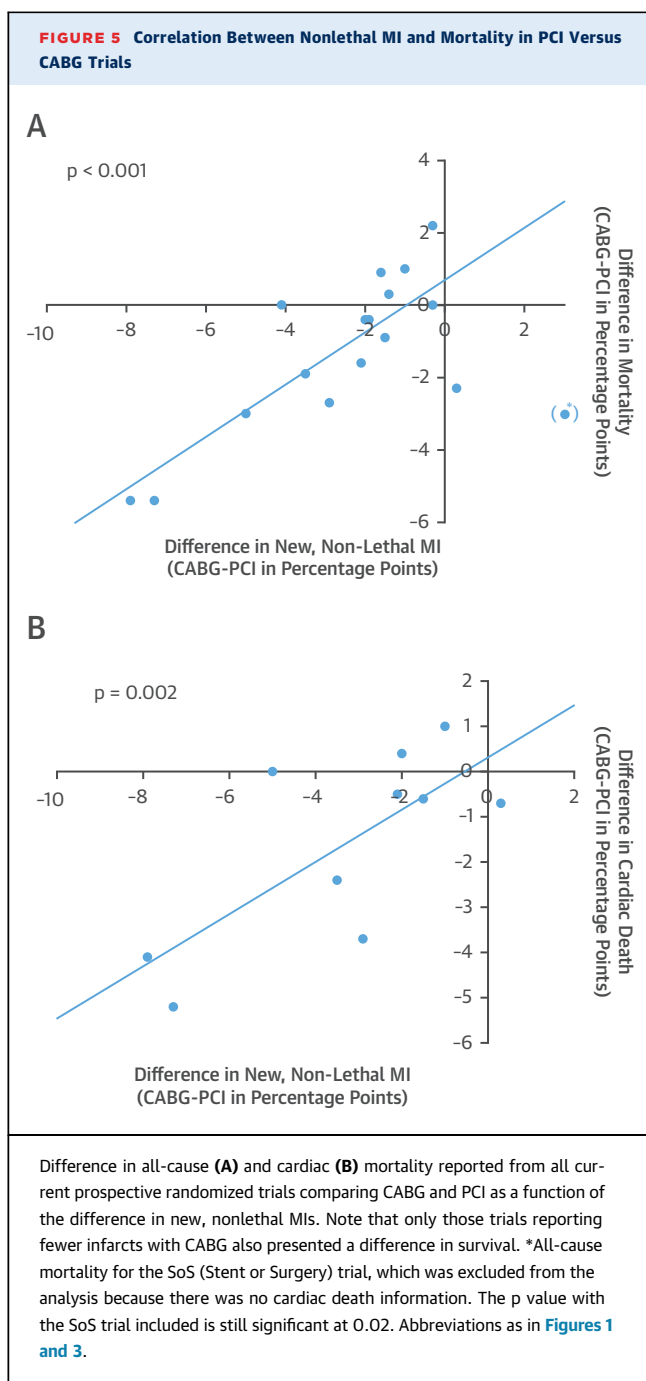 FIGURE 5 Correlation Between Nonlethal MI and Mortality in PCI Versus
CABG Trials
A
p < 0.001
4
2
0
-2
-4
-6
-10
-8
-6
-4
-2
0
2
(*)
Difference in Mortality
(CABG-PCI in Percentage Points)
Difference in New, Non-Lethal MI
(CABG-PCI in Percentage Points)
B
p = 0.002
2
1
0
-1
-2
-3
-4
-5
-6
-10
-8
-6
-4
-2
0
2
Difference in Cardiac Death
(CABG-PCI in Percentage Points)
Difference in New, Non-Lethal MI
(CABG-PCI in Percentage Points)
Difference in all-cause (A) and cardiac (B) mortality reported from all cur-
rent prospective randomized trials comparing CABG and PCI as a function of
the difference in new, nonlethal MIs. Note that only those trials reporting
fewer infarcts with CABG also presented a difference in survival. *All-cause
mortality for the SoS (Stent or Surgery) trial, which was excluded from the
analysis because there was no cardiac death information. The p value with
the SoS trial included is still significant at 0.02. Abbreviations as in Figures 1
and 3.